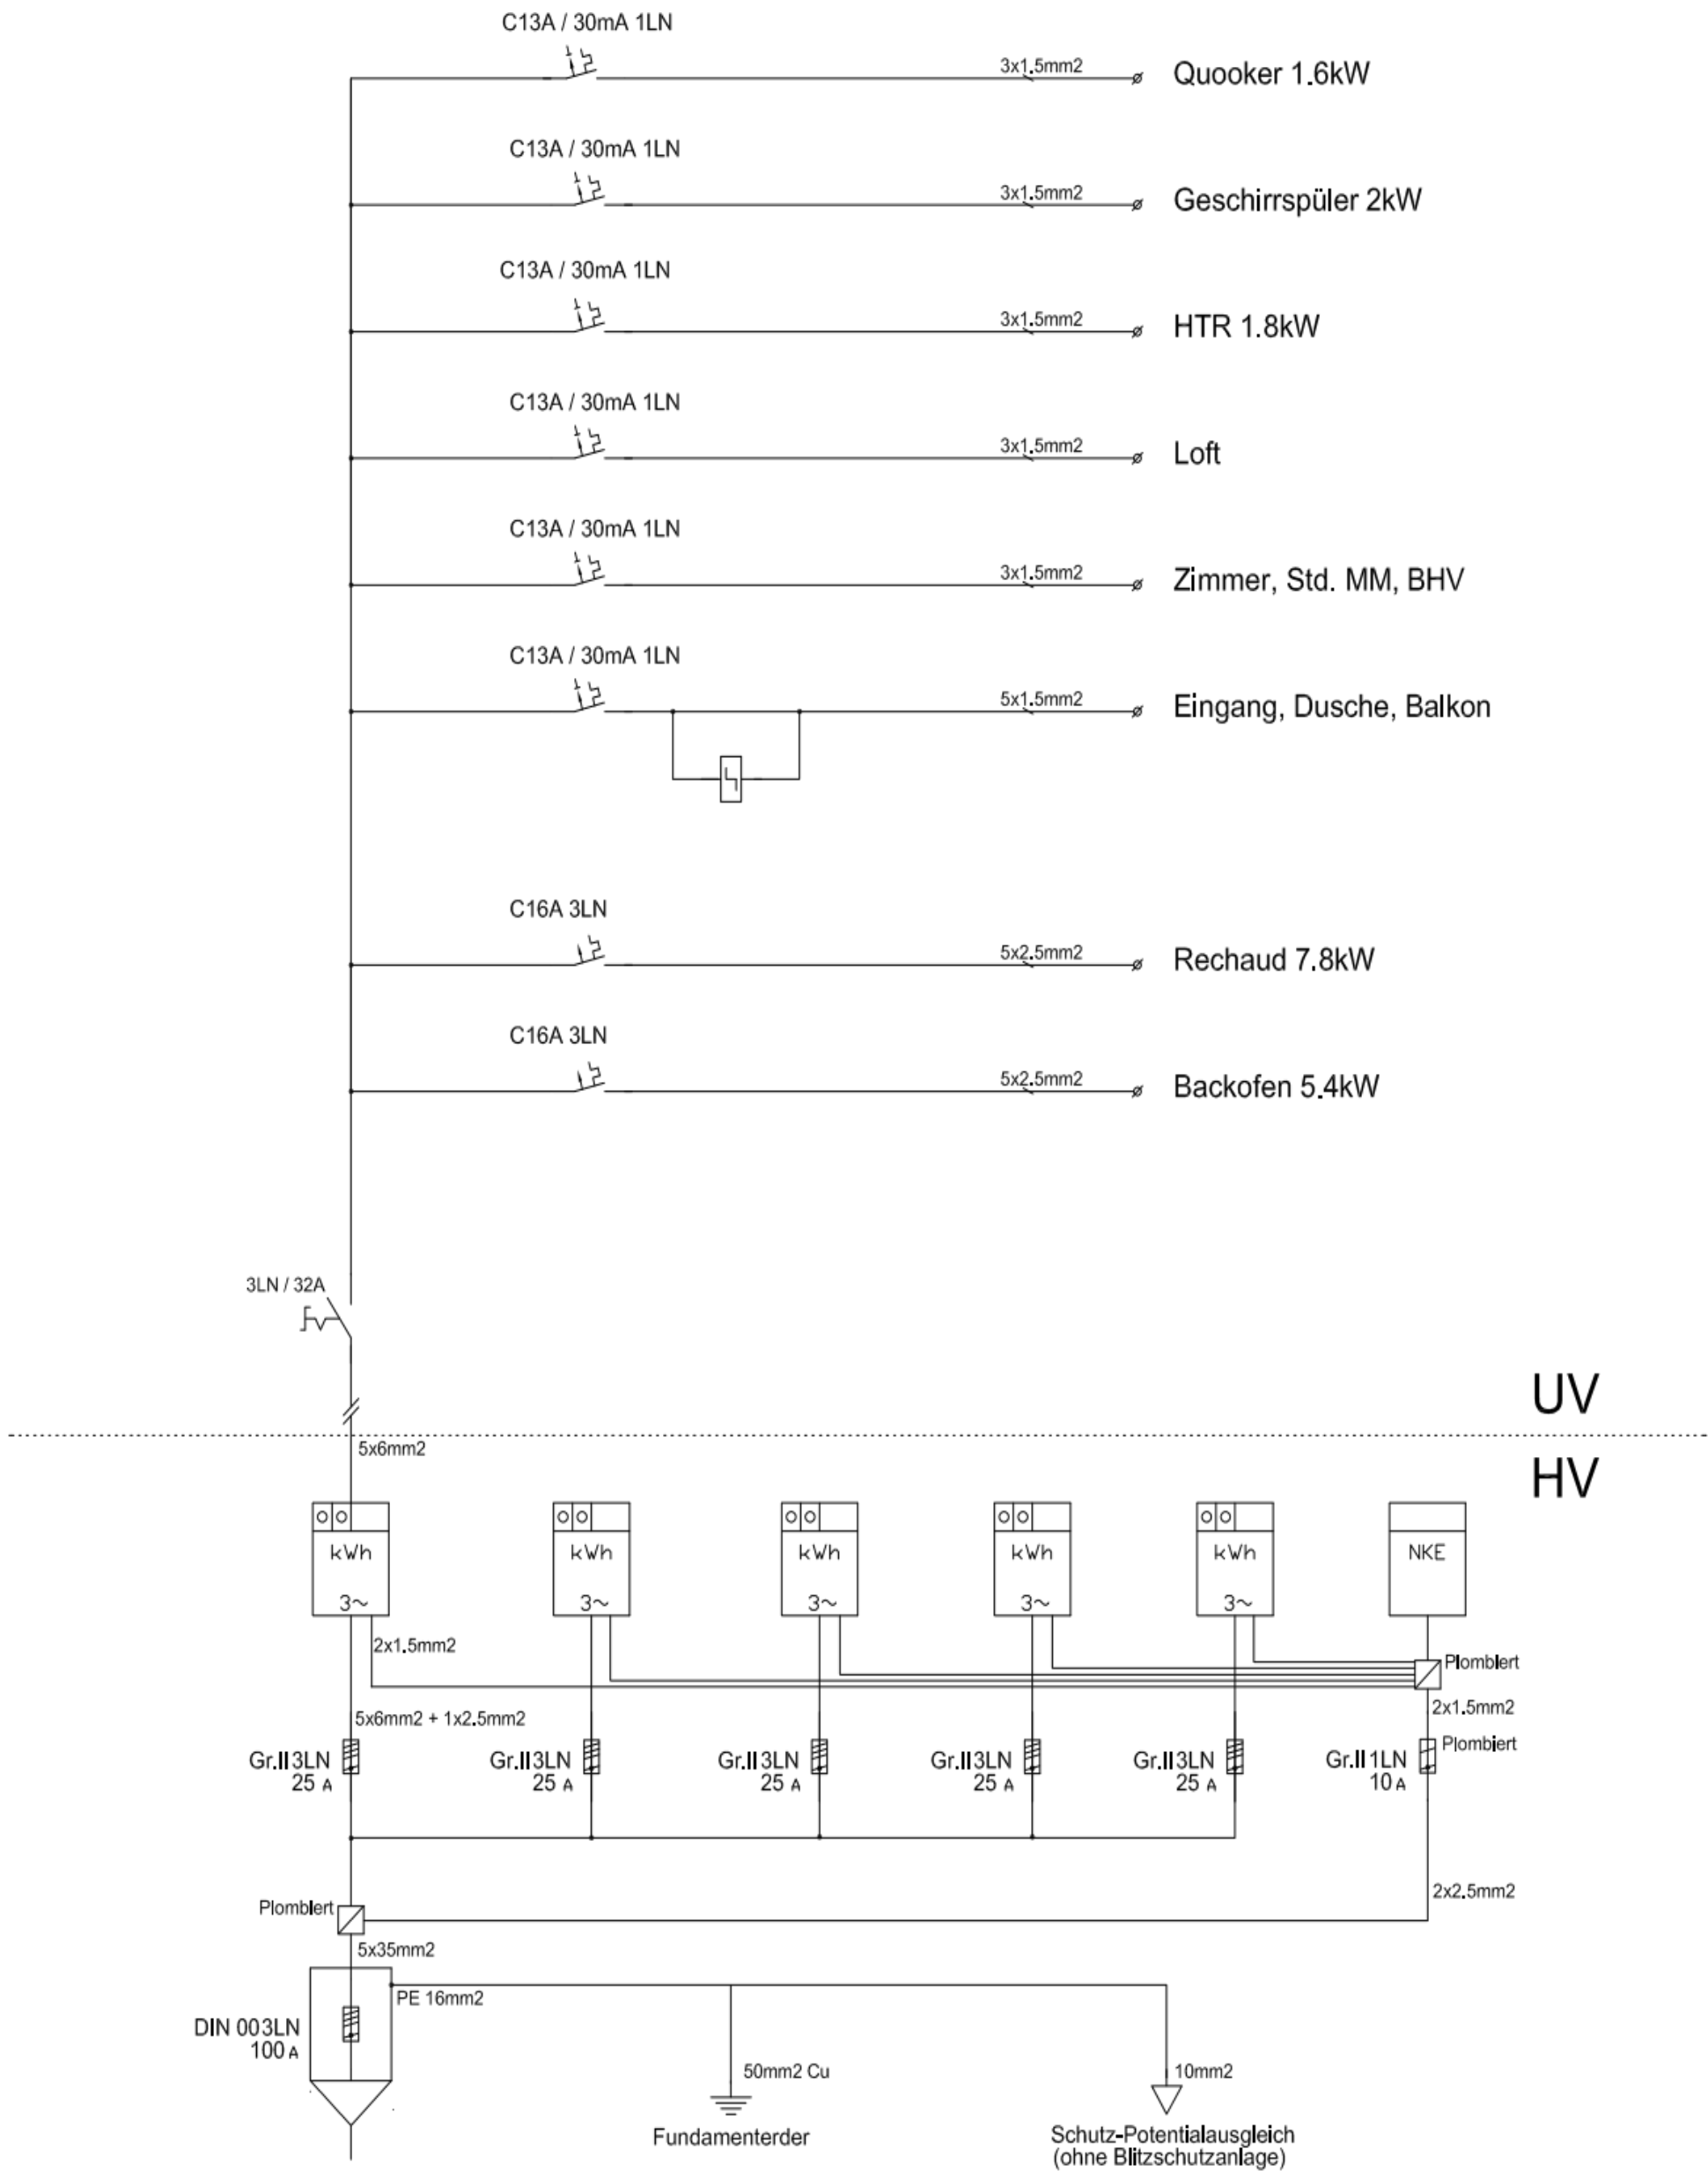 C13A / 30mA 1LN
3x1.5mm2
Quooker 1.6kW
C13A / 30mA 1LN
3x1.5mm2
Geschirrspüler 2kW
C13A / 30mA 1LN
3x1.5mm2
HTR 1.8kW
C13A / 30mA 1LN
3x1.5mm2
Loft
C13A / 30mA 1LN
3x1.5mm2
Zimmer, Std. MM, BHV
C13A / 30mA 1LN
5x1.5mm2
Eingang, Dusche, Balkon
C16A 3LN
5x2.5mm2
Rechaud 7.8kW
C16A 3LN
5x2.5mm2
Backofen 5.4kW
3LN / 32A
UV
5x6mm2
HV
kWh
3~
kWh
3~
kWh
3~
kWh
3~
kWh
3~
NKE
2x1.5mm2
Plombiert
2x1.5mm2
5x6mm2 + 1x2.5mm2
Plombiert
Gr.II 3LN
25 A
Gr.II 3LN
25 A
Gr.II 3LN
25 A
Gr.II 3LN
25 A
Gr.II 3LN
25 A
Gr.II 1LN
10 A
2x2.5mm2
Plombiert
5x35mm2
PE 16mm2
DIN 00 3LN
100 A
50mm2 Cu
10mm2
Fundamenterder
Schutz-Potentialausgleich
(ohne Blitzschutzanlage)